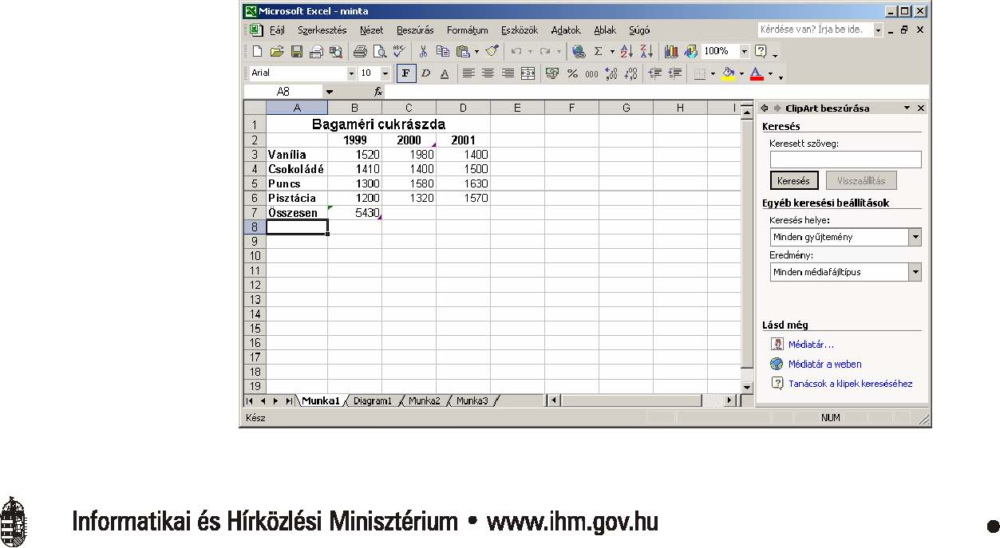 Microsoft Excel - minta
Fájl Szerkesztés Nézet Beszúrás Formátum Eszközök Adatok Ablak Súgó Kérdése van? Írja be ide.
100%
Arial 10 F D A % 000
A8 fx
A B C D E F G H I
1 Bagaméri cukrászda
2 1999 2000 2001
3 Vanília 1520 1980 1400
4 Csokoládé 1410 1400 1500
5 Puncs 1300 1580 1630
6 Pisztácia 1200 1320 1570
7 Összesen 5430
8
9
10
11
12
13
14
15
16
17
18
19
Munka1 Diagram1 Munka2 Munka3
Kész NUM
ClipArt beszúrása
Keresés
Keresett szöveg:
Keresés Visszaállítás
Egyéb keresési beállítások
Keresés helye:
Minden gyűjtemény
Eredmény:
Minden médiafájltípus
Lásd még
Médiatár...
Médiatár a weben
Tanácsok a klipek kereséséhez
Informatikai és Hírközlési Minisztérium • www.ihm.gov.hu